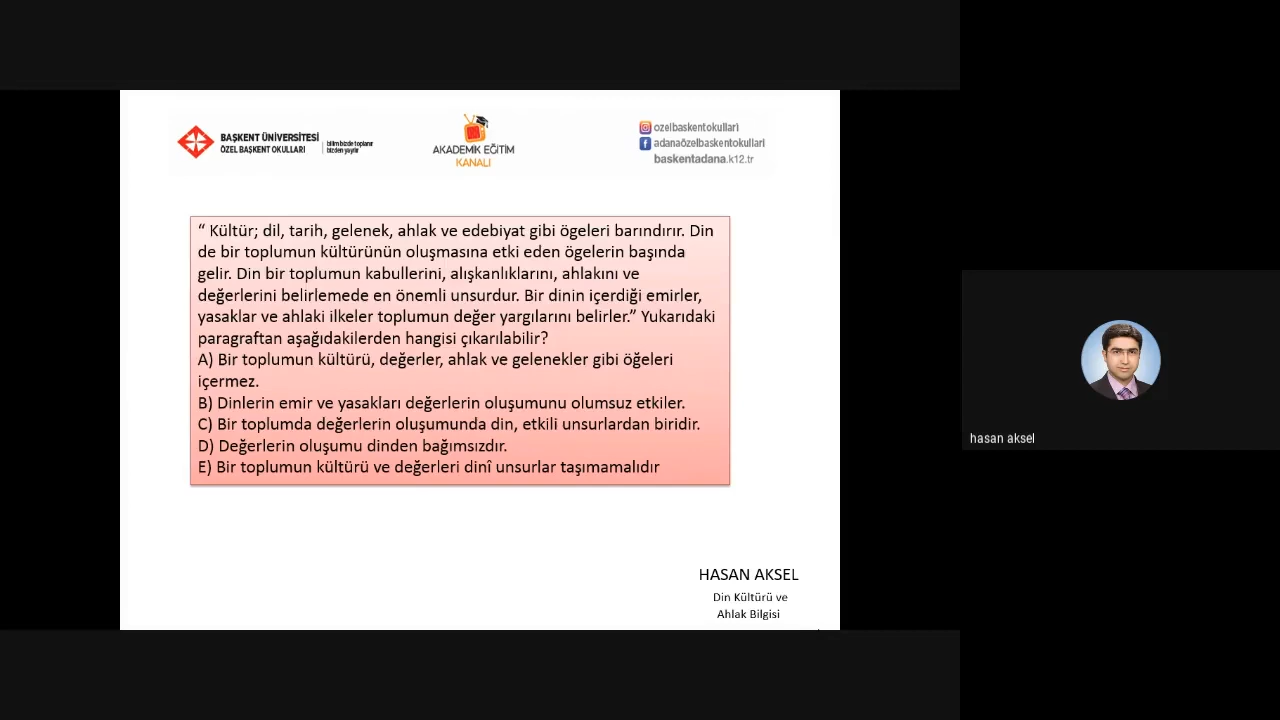 BAŞKENT ÜNİVERSİTESİ
ÖZEL BAŞKENT OKULLARI
bilim bizde toplanır
bizden yayılır
AKADEMİK EĞİTİM
KANALI
ozelbaskentokullari
adanaözelbaskentokullari
baskentadana.k12.tr
“ Kültür; dil, tarih, gelenek, ahlak ve edebiyat gibi ögeleri barındırır. Din
de bir toplumun kültürünün oluşmasına etki eden ögelerin başında
gelir. Din bir toplumun kabullerini, alışkanlıklarını, ahlakını ve
değerlerini belirlemede en önemli unsurdur. Bir dinin içerdiği emirler,
yasaklar ve ahlaki ilkeler toplumun değer yargılarını belirler.” Yukarıdaki
paragraftan aşağıdakilerden hangisi çıkarılabilir?
A) Bir toplumun kültürü, değerler, ahlak ve gelenekler gibi öğeleri
içermez.
B) Dinlerin emir ve yasakları değerlerin oluşumunu olumsuz etkiler.
C) Bir toplumda değerlerin oluşumunda din, etkili unsurlardan biridir.
D) Değerlerin oluşumu dinden bağımsızdır.
E) Bir toplumun kültürü ve değerleri dinî unsurlar taşımamalıdır
HASAN AKSEL
Din Kültürü ve
Ahlak Bilgisi
hasan aksel